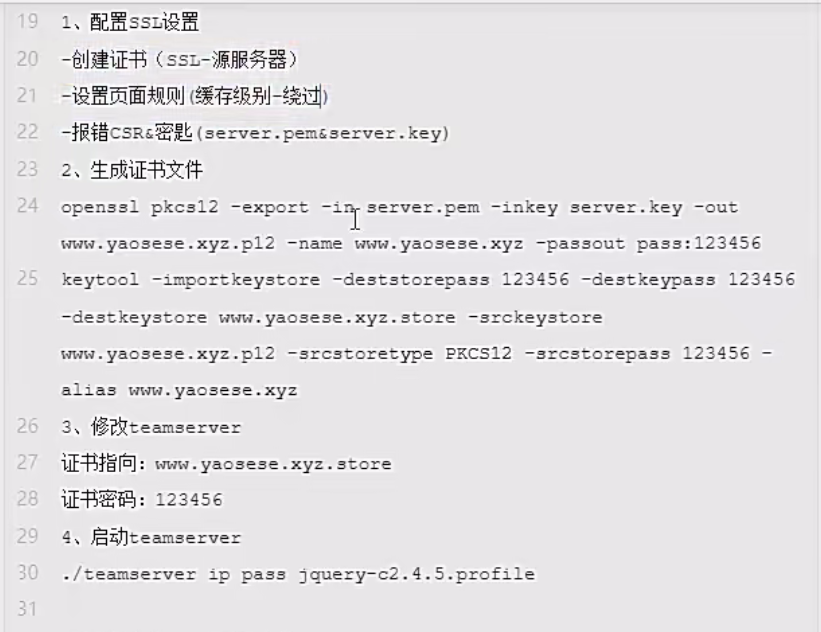 19 1、配置SSL设置
20 -创建证书（SSL-源服务器）
21 -设置页面规则(缓存级别-绕过)
22 -报错CSR&密匙(server.pem&server.key)
23 2、生成证书文件
24 openssl pkcs12 -export -in server.pem -inkey server.key -out
www.yaosese.xyz.p12 -name www.yaosese.xyz -passout pass:123456
25 keytool -importkeystore -deststorepass 123456 -destkeypass 123456
-destkeystore www.yaosese.xyz.store -srckeystore
www.yaosese.xyz.p12 -srcstoretype PKCS12 -srcstorepass 123456 -
alias www.yaosese.xyz
26 3、修改teamserver
27 证书指向：www.yaosese.xyz.store
28 证书密码：123456
29 4、启动teamserver
30 ./teamserver ip pass jquery-c2.4.5.profile
31